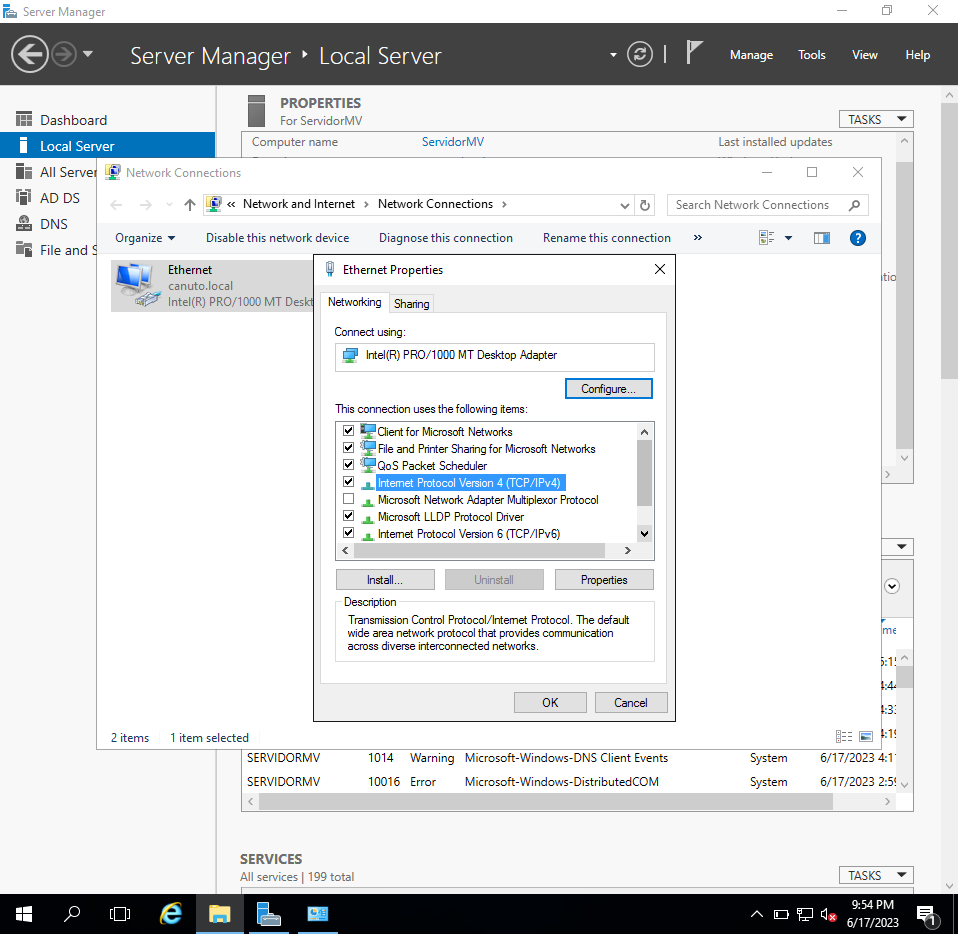 Server Manager
Server Manager ‣ Local Server
Manage Tools View Help
Dashboard
Local Server
All Server
AD DS
DNS
File and S
PROPERTIES
For ServidorMV
TASKS
Computer name ServidorMV Last installed updates
Network Connections
« Network and Internet › Network Connections ›
Search Network Connections
Organize Disable this network device Diagnose this connection Rename this connection »
Ethernet
canuto.local
Intel(R) PRO/1000 MT Deskt
Ethernet Properties
Networking Sharing
Connect using:
Intel(R) PRO/1000 MT Desktop Adapter
Configure...
This connection uses the following items:
Client for Microsoft Networks
File and Printer Sharing for Microsoft Networks
QoS Packet Scheduler
Internet Protocol Version 4 (TCP/IPv4)
Microsoft Network Adapter Multiplexor Protocol
Microsoft LLDP Protocol Driver
Internet Protocol Version 6 (TCP/IPv6)
Install... Uninstall Properties
Description
Transmission Control Protocol/Internet Protocol. The default
wide area network protocol that provides communication
across diverse interconnected networks.
OK Cancel
2 items 1 item selected
SERVIDORMV 1014 Warning Microsoft-Windows-DNS Client Events System 6/17/2023 4:1
SERVIDORMV 10016 Error Microsoft-Windows-DistributedCOM System 6/17/2023 2:59
SERVICES
All services | 199 total
TASKS
9:54 PM
6/17/2023
1